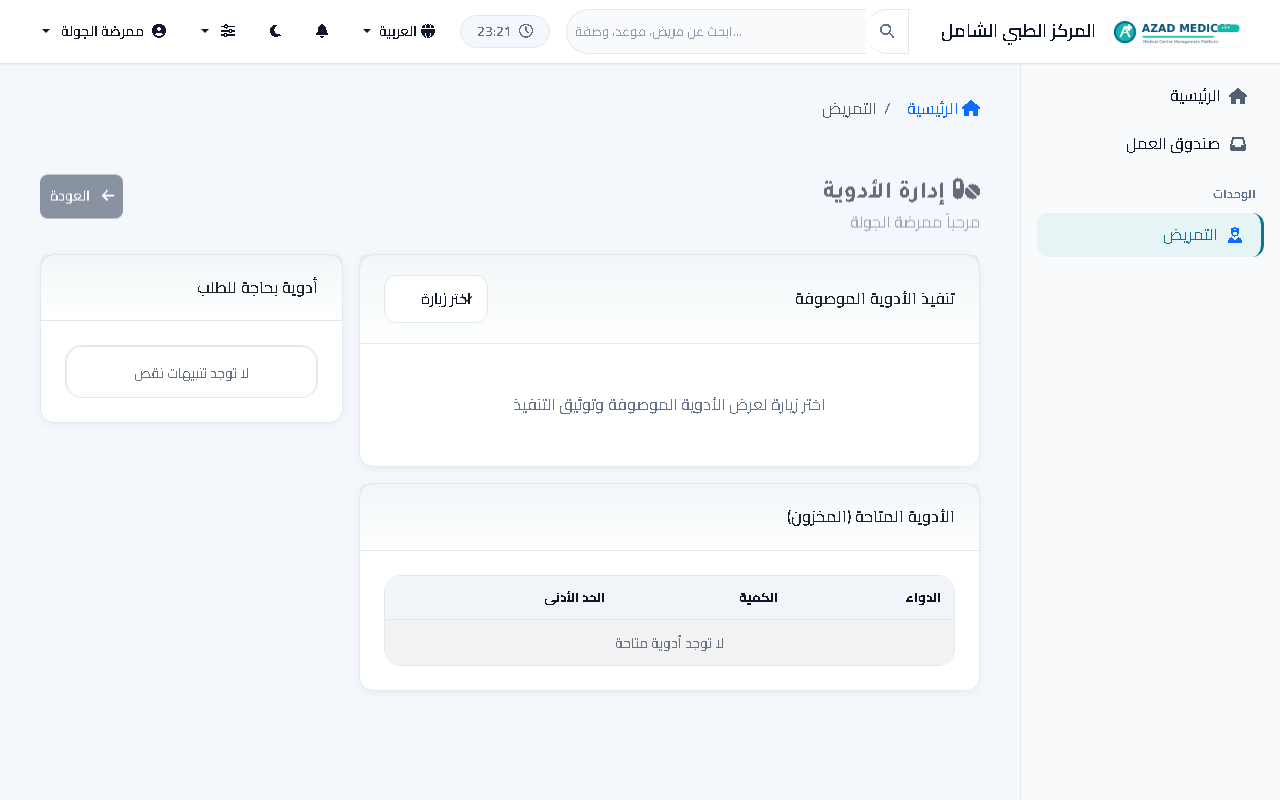 AZAD MEDIC
Medical Centre Management Platform
المركز الطبي الشامل
ابحث عن مريض، موعد، وصفة...
23:21
العربية
ممرضة الجولة
الرئيسية
صندوق العمل
الوحدات
التمريض
الرئيسية / التمريض
إدارة الأدوية
مرحباً ممرضة الجولة
العودة
تنفيذ الأدوية الموصوفة
اختر زيارة
اختر زيارة لعرض الأدوية الموصوفة وتوثيق التنفيذ
أدوية بحاجة للطلب
لا توجد تنبيهات نقص
الأدوية المتاحة (المخزون)
الدواء الكمية الحد الأدنى
لا توجد أدوية متاحة